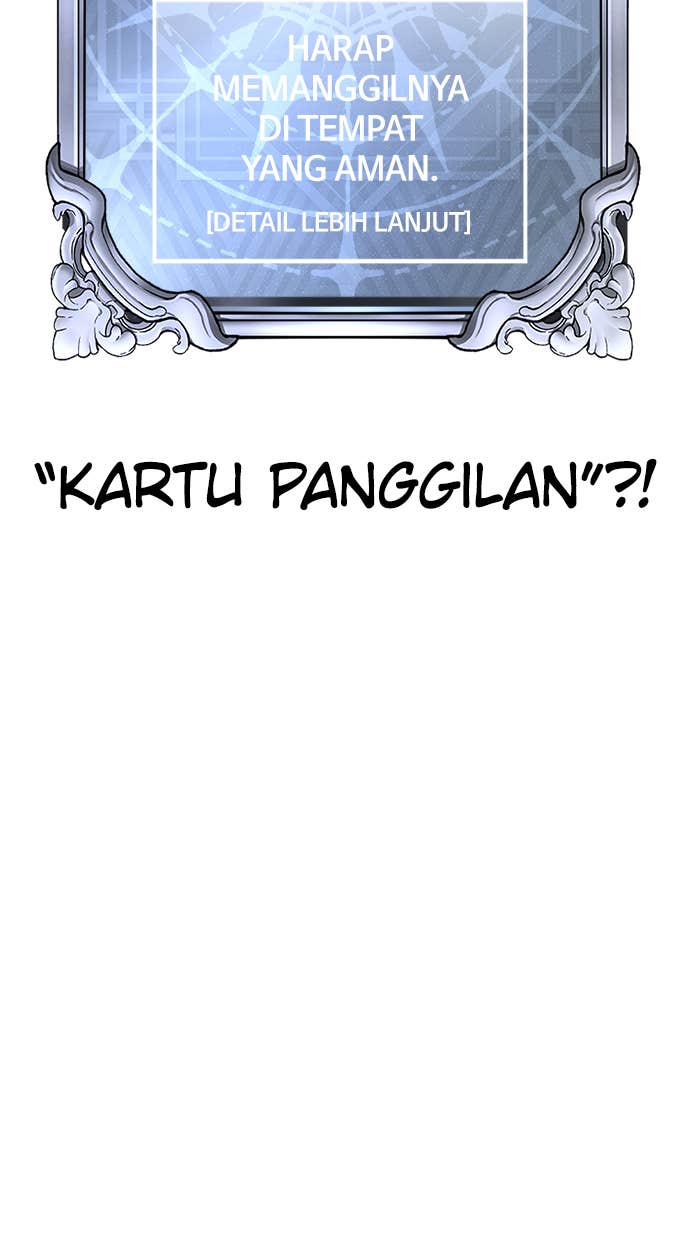 HARAP
MEMANGGILNYA
DI TEMPAT
YANG AMAN.
[DETAIL LEBIH LANJUT]
"KARTU PANGGILAN"?!